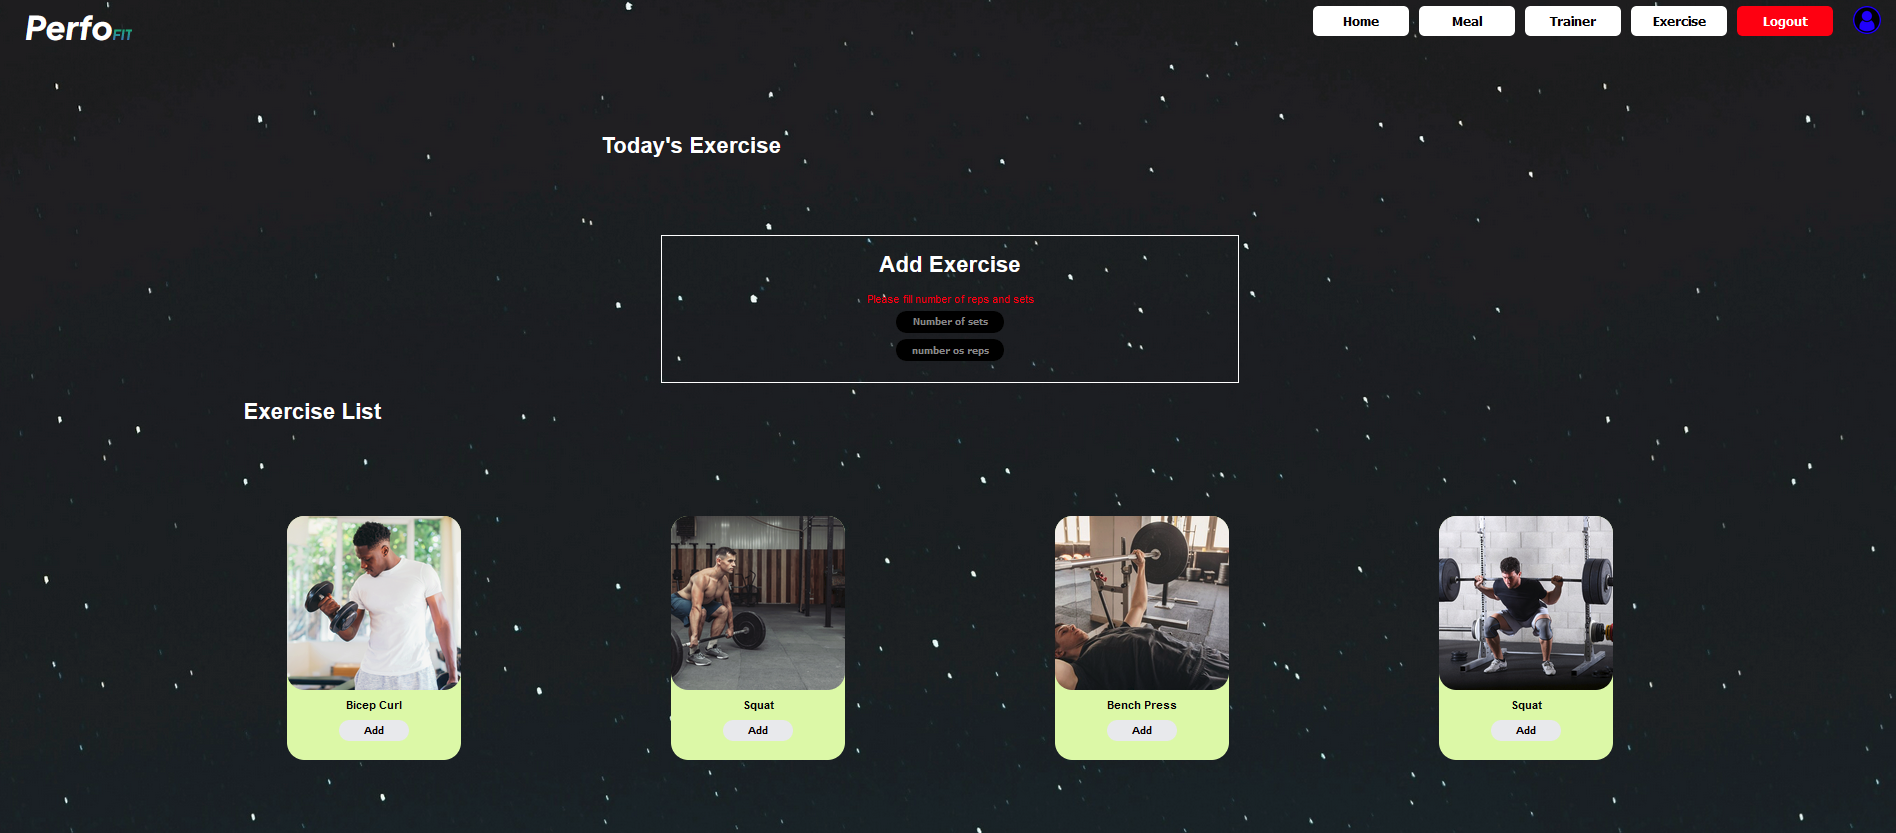 PerfoFIT
Home
Meal
Trainer
Exercise
Logout
Today's Exercise
Add Exercise
Please fill number of reps and sets
Number of sets
number os reps
Exercise List
Bicep Curl
Add
Squat
Add
Bench Press
Add
Squat
Add